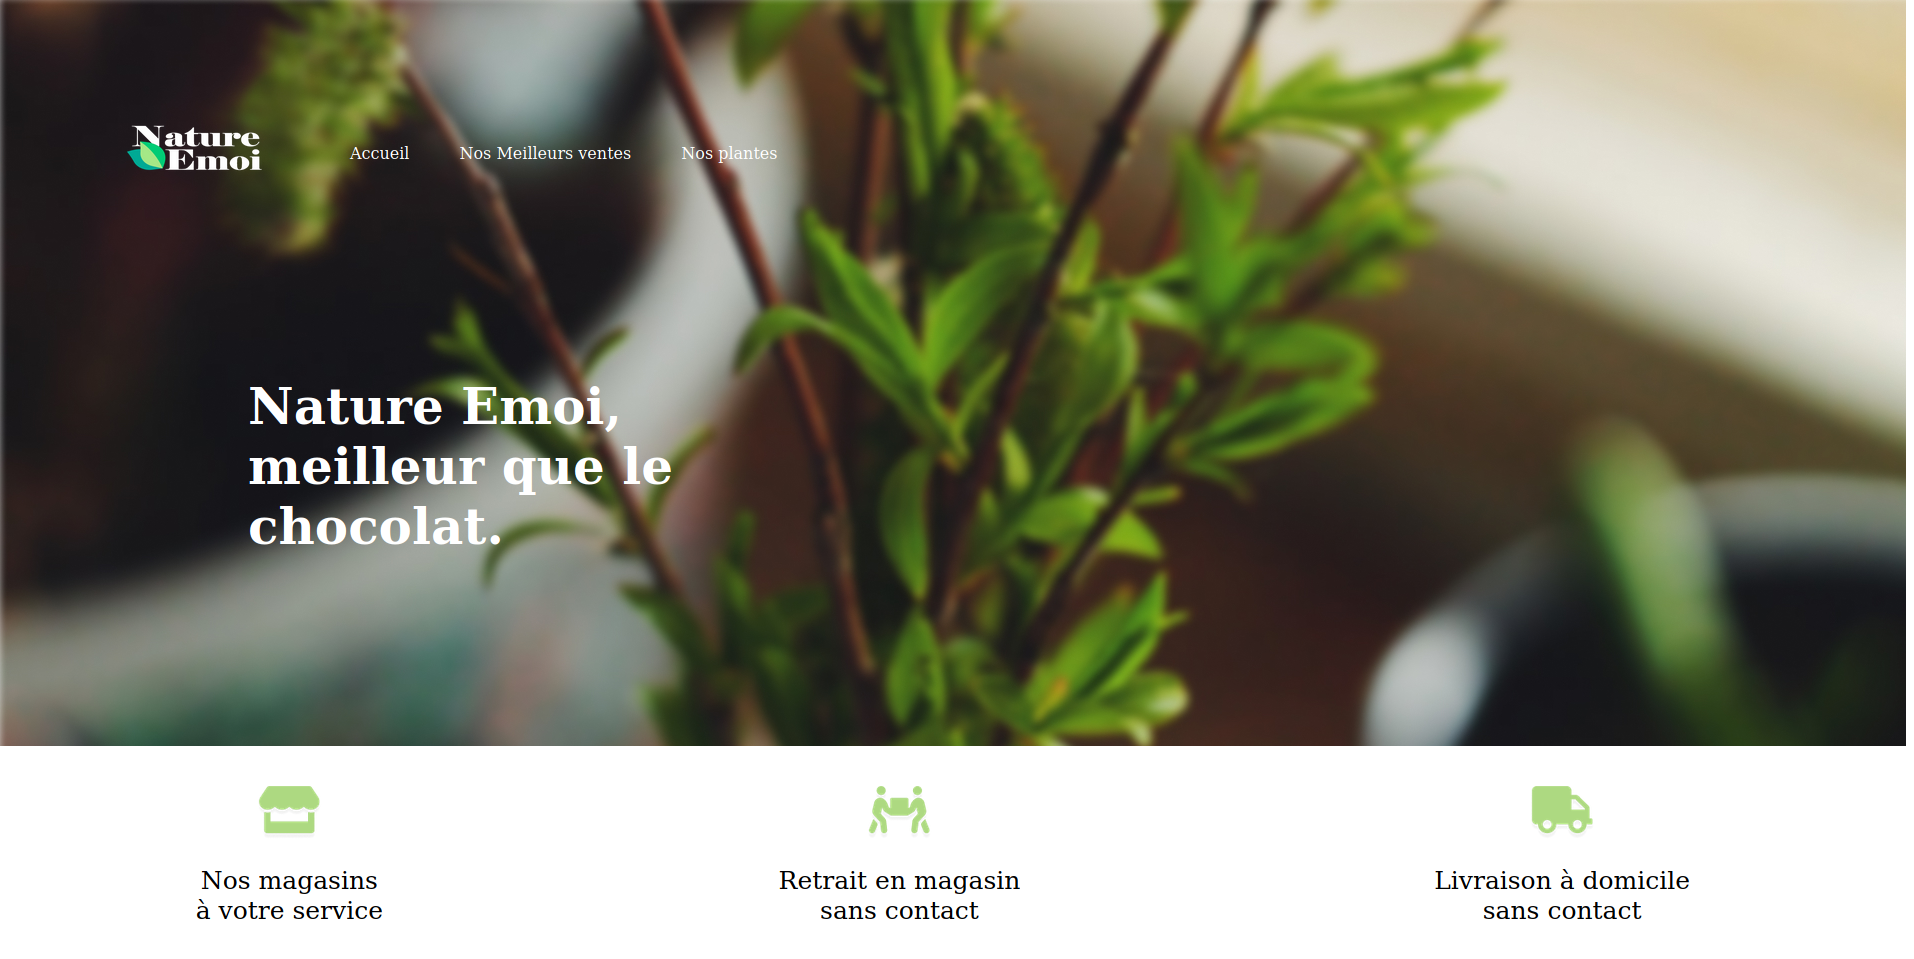 Nature
Emoi
Accueil
Nos Meilleurs ventes
Nos plantes
Nature Emoi,
meilleur que le
chocolat.
Nos magasins
à votre service
Retrait en magasin
sans contact
Livraison à domicile
sans contact